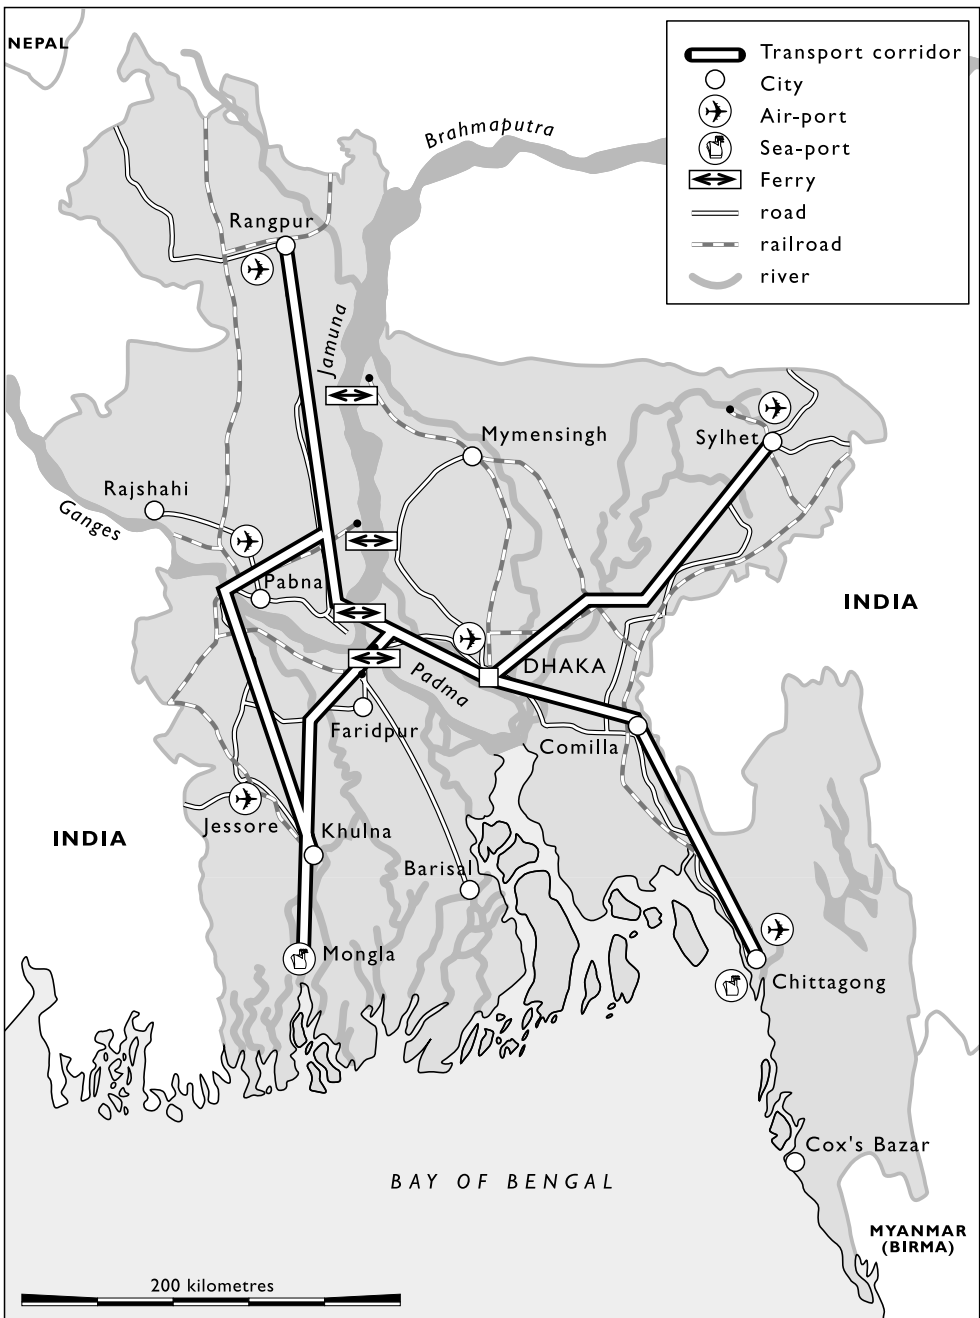 NEPAL
Transport corridor
City
Air-port
Sea-port
Ferry
road
railroad
river
Brahmaputra
Rangpur
Jamuna
Mymensingh
Sylhet
Rajshahi
Ganges
Pabna
INDIA
DHAKA
Padma
Faridpur
Comilla
INDIA
Jessore
Khulna
Barisal
Mongla
Chittagong
Cox's Bazar
BAY OF BENGAL
MYANMAR
(BIRMA)
200 kilometres